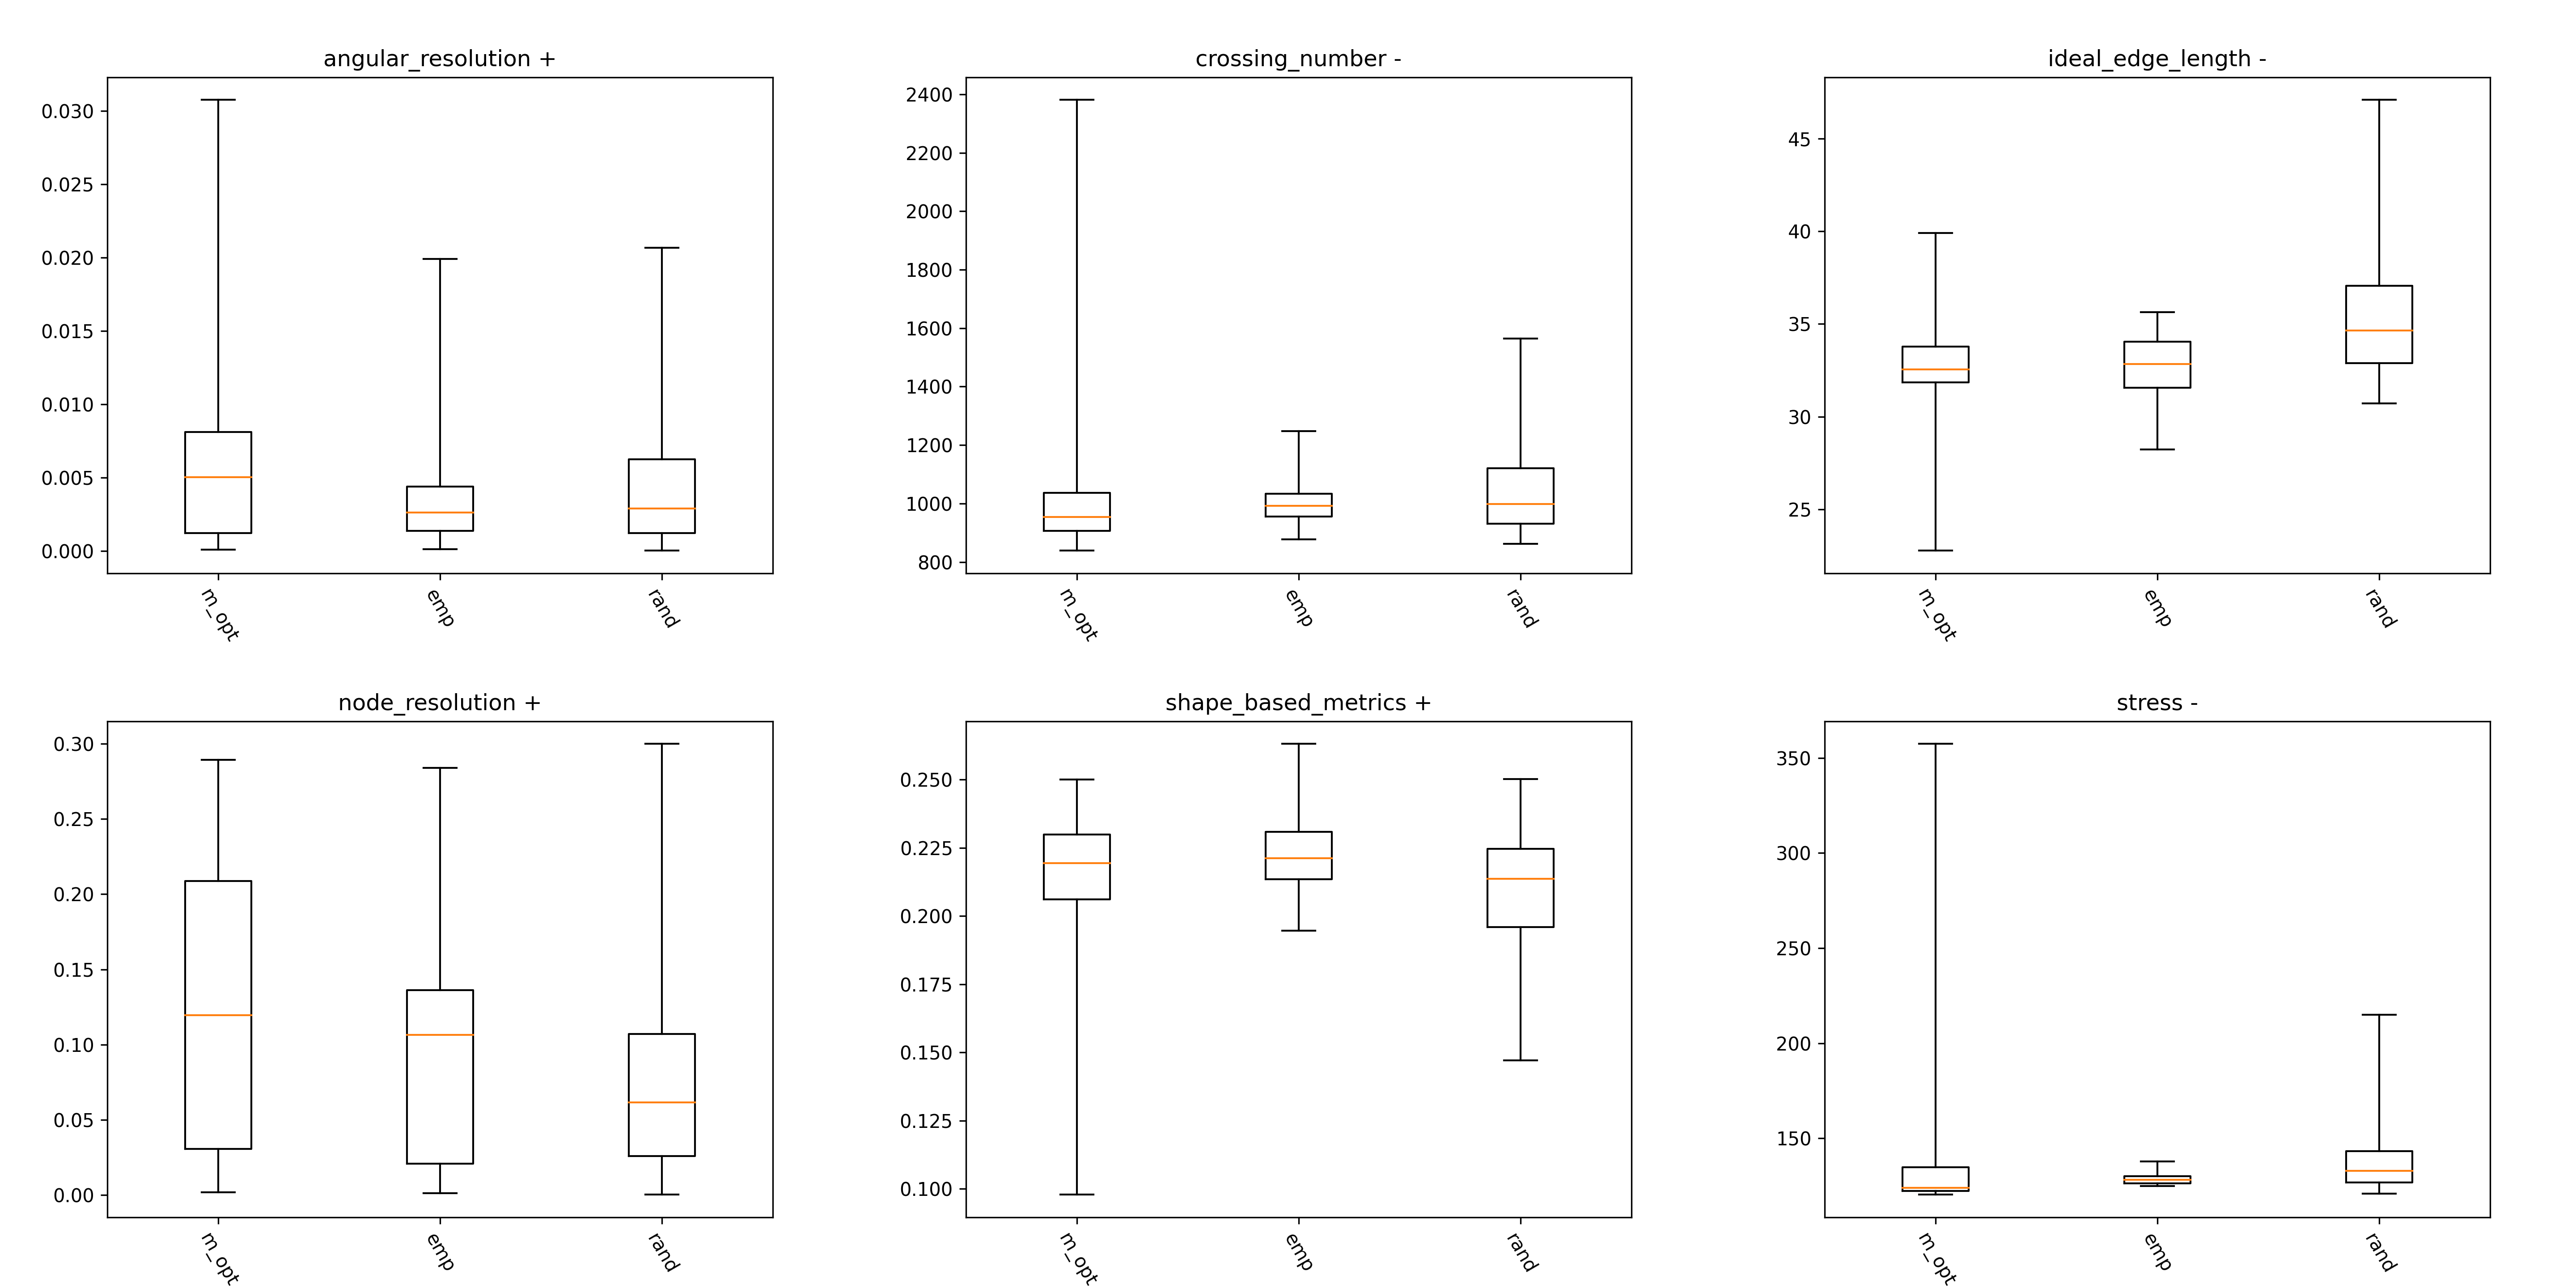 angular_resolution +
0.030
0.025
0.020
0.015
0.010
0.005
0.000
m_opt
emp
rand
crossing_number -
2400
2200
2000
1800
1600
1400
1200
1000
800
m_opt
emp
rand
ideal_edge_length -
45
40
35
30
25
m_opt
emp
rand
node_resolution +
0.30
0.25
0.20
0.15
0.10
0.05
0.00
m_opt
emp
rand
shape_based_metrics +
0.250
0.225
0.200
0.175
0.150
0.125
0.100
m_opt
emp
rand
stress -
350
300
250
200
150
m_opt
emp
rand